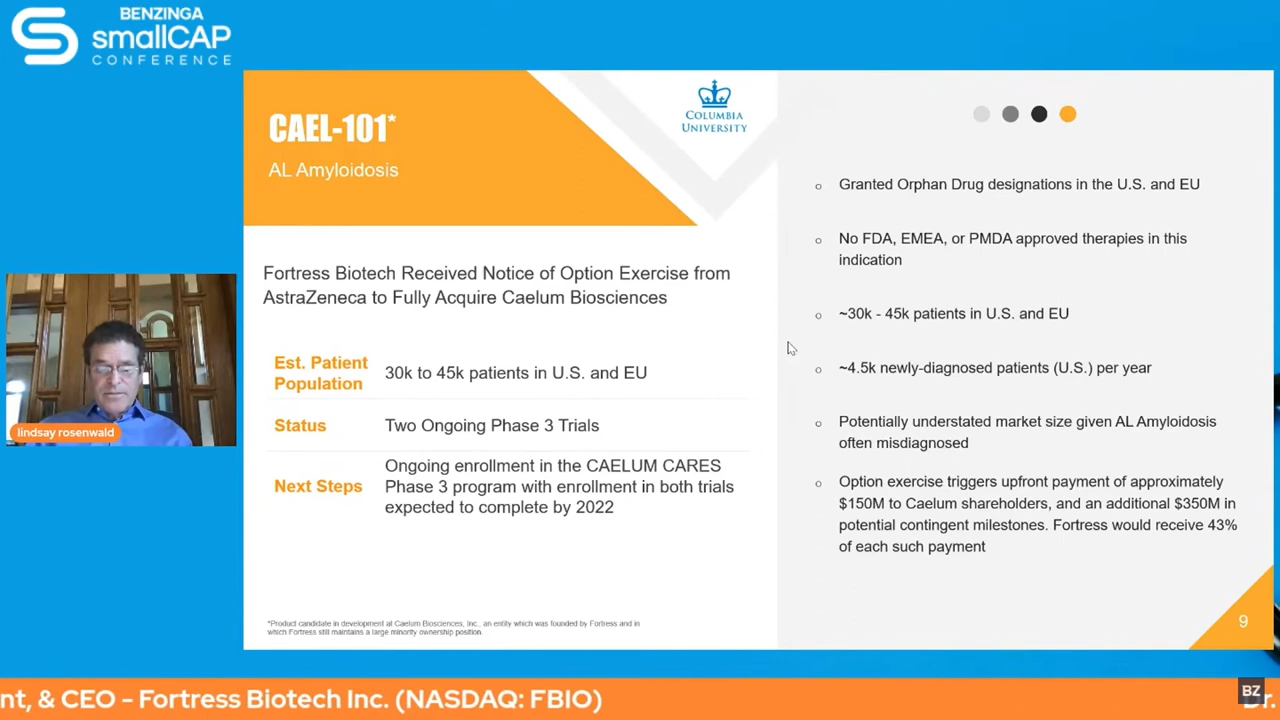 BENZINGA
smallCAP
CONFERENCE
CAEL-101*
AL Amyloidosis
COLUMBIA
UNIVERSITY
Fortress Biotech Received Notice of Option Exercise from
AstraZeneca to Fully Acquire Caelum Biosciences
Est. Patient
Population
30k to 45k patients in U.S. and EU
Status
Two Ongoing Phase 3 Trials
Next Steps
Ongoing enrollment in the CAELUM CARES
Phase 3 program with enrollment in both trials
expected to complete by 2022
*Product candidate in development at Caelum Biosciences, Inc., an entity which was founded by Fortress and in
which Fortress still maintains a large minority ownership position.
Granted Orphan Drug designations in the U.S. and EU
No FDA, EMEA, or PMDA approved therapies in this
indication
~30k - 45k patients in U.S. and EU
~4.5k newly-diagnosed patients (U.S.) per year
Potentially understated market size given AL Amyloidosis
often misdiagnosed
Option exercise triggers upfront payment of approximately
$150M to Caelum shareholders, and an additional $350M in
potential contingent milestones. Fortress would receive 43%
of each such payment
9
lindsay rosenwald
nt, & CEO - Fortress Biotech Inc. (NASDAQ: FBIO)
BZ
Dr.